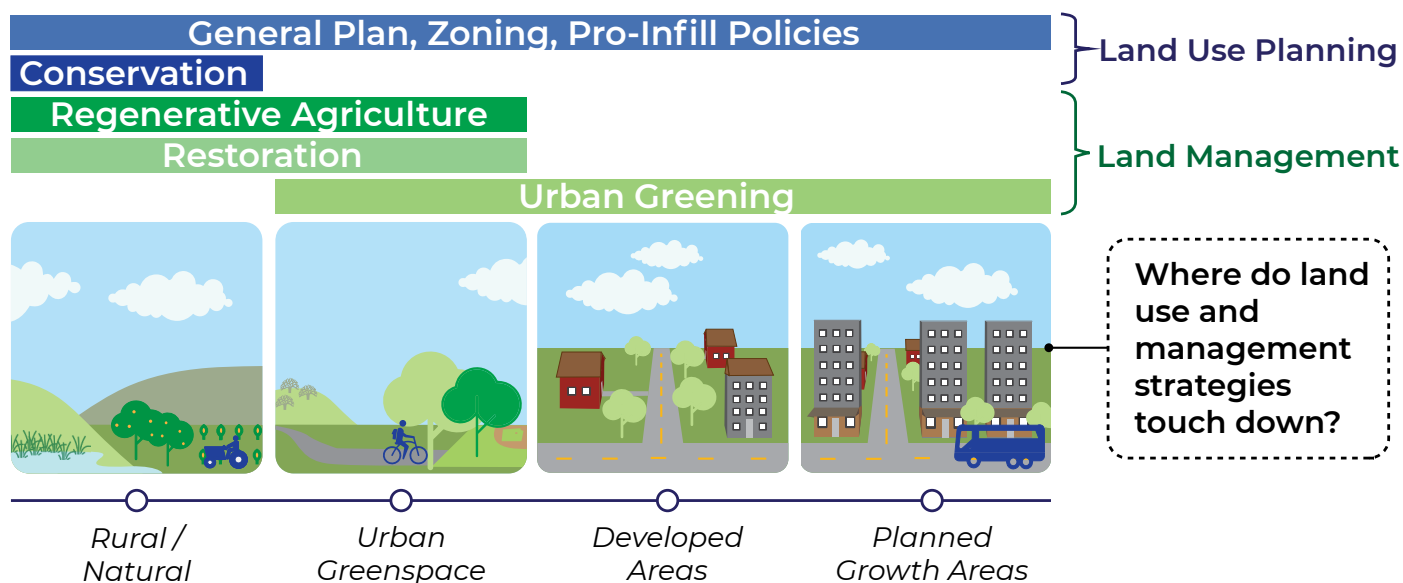 General Plan, Zoning, Pro-Infill Policies
Land Use Planning
Conservation
Regenerative Agriculture
Restoration
Land Management
Urban Greening
Where do land
use and
management
strategies
touch down?
Rural /
Natural
Urban
Greenspace
Developed
Areas
Planned
Growth Areas